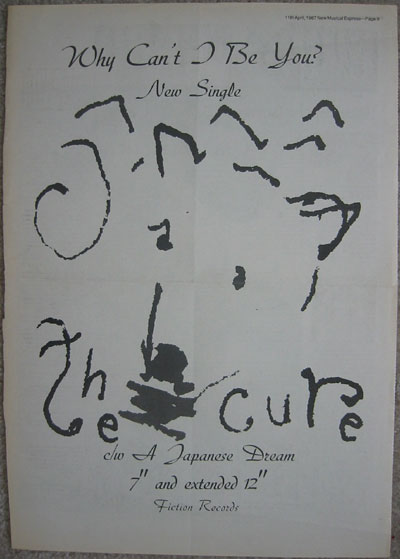 11th April, 1987 New Musical Express—Page 9
Why Can't I Be You?
New Single
the cure
c/w A Japanese Dream
7" and extended 12"
Fiction Records